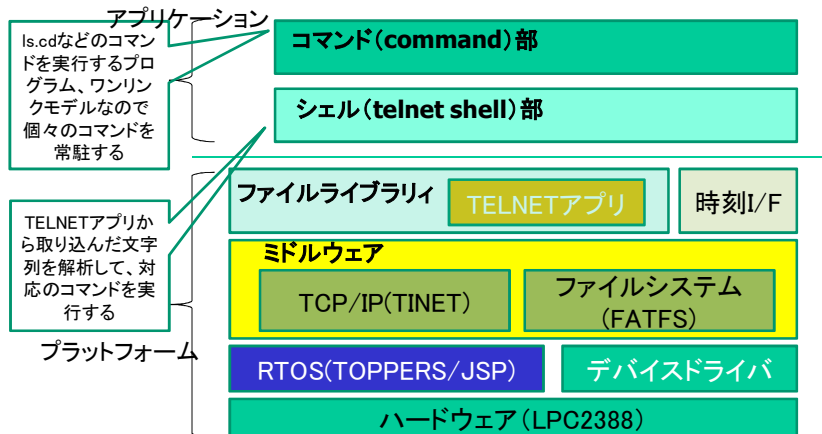 アプリケーション
ls.cdなどのコマン
ドを実行するプロ
グラム、ワンリン
クモデルなので
個々のコマンドを
常駐する
コマンド(command)部
シェル(telnet shell)部
ファイルライブラリィ
TELNETアプリ
時刻I/F
TELNETアプリか
ら取り込んだ文字
列を解析して、対
応のコマンドを実
行する
ミドルウェア
TCP/IP(TINET)
ファイルシステム
(FATFS)
プラットフォーム
RTOS(TOPPERS/JSP)
デバイスドライバ
ハードウェア(LPC2388)